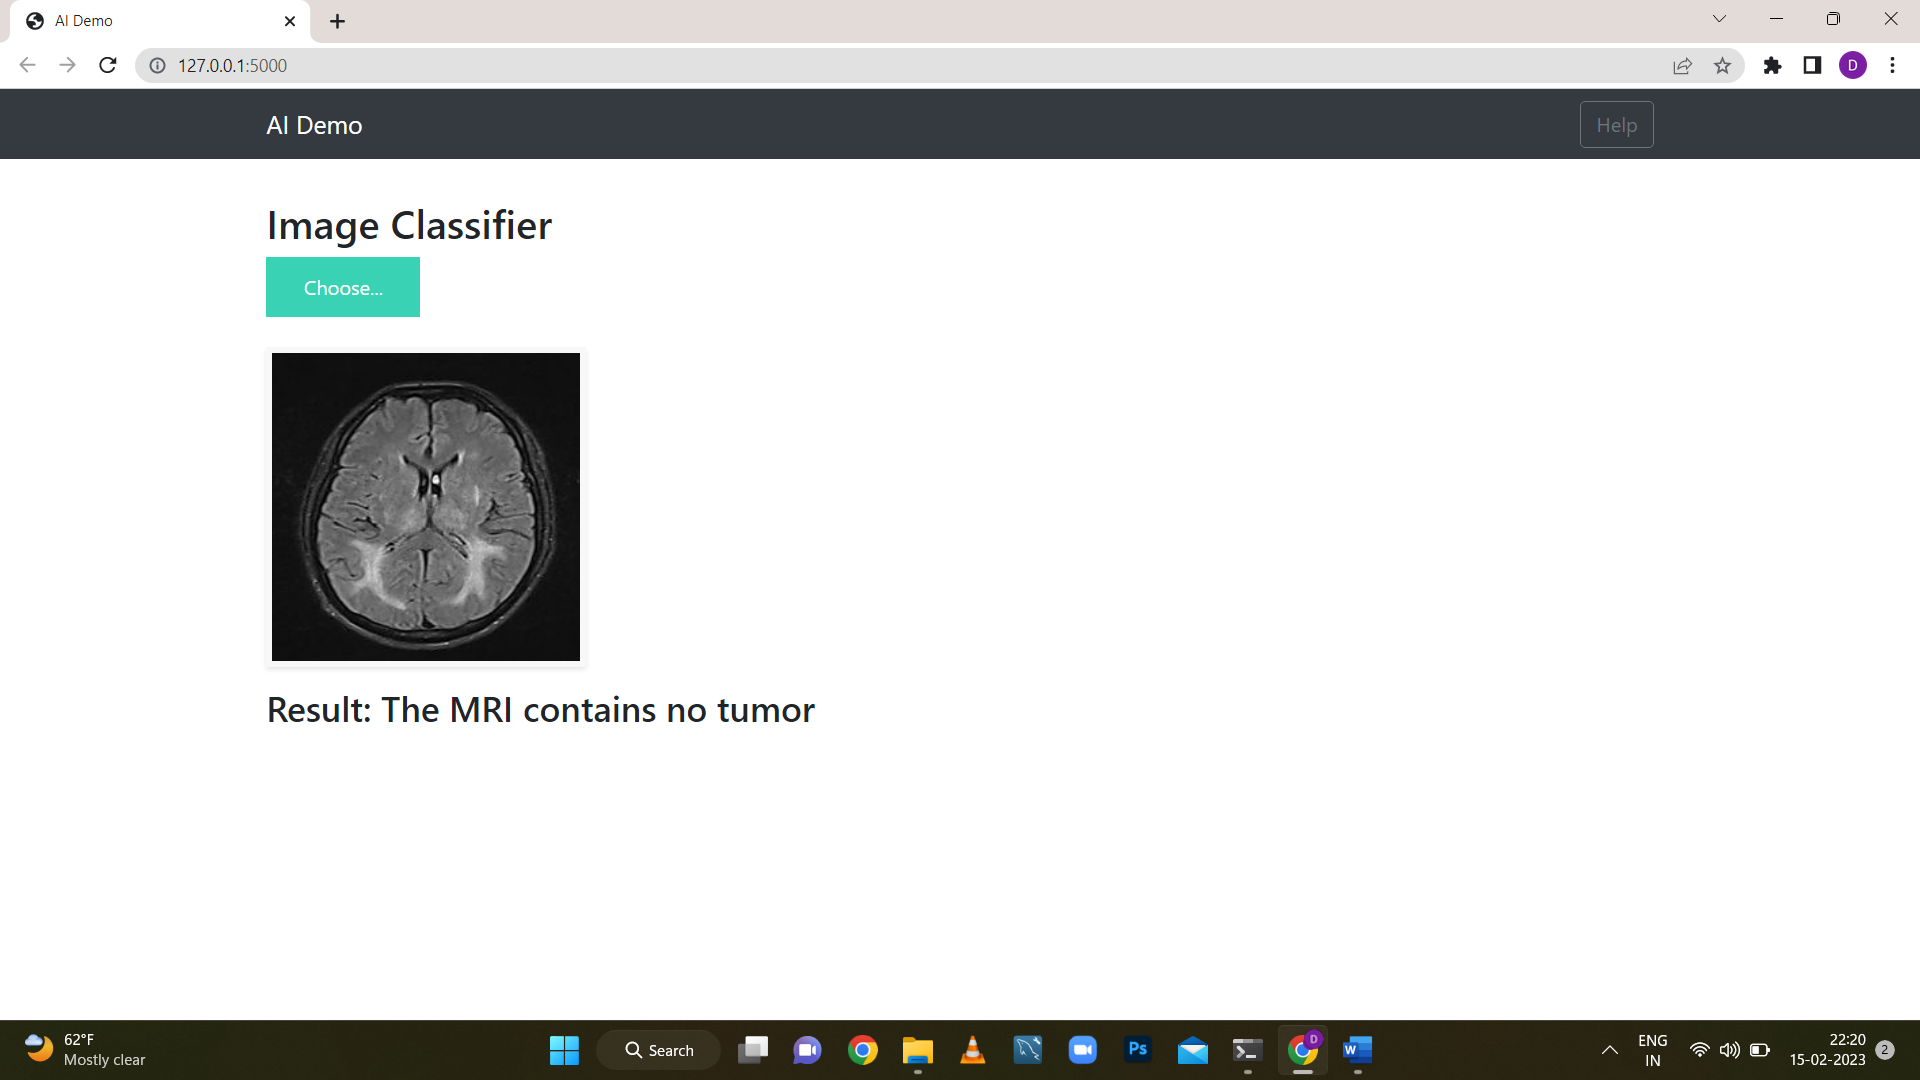 AI Demo
127.0.0.1:5000
D
AI Demo
Help
Image Classifier
Choose...
Result: The MRI contains no tumor
62°F
Mostly clear
Search
Ps
D
W
ENG
IN
22:20
15-02-2023
2